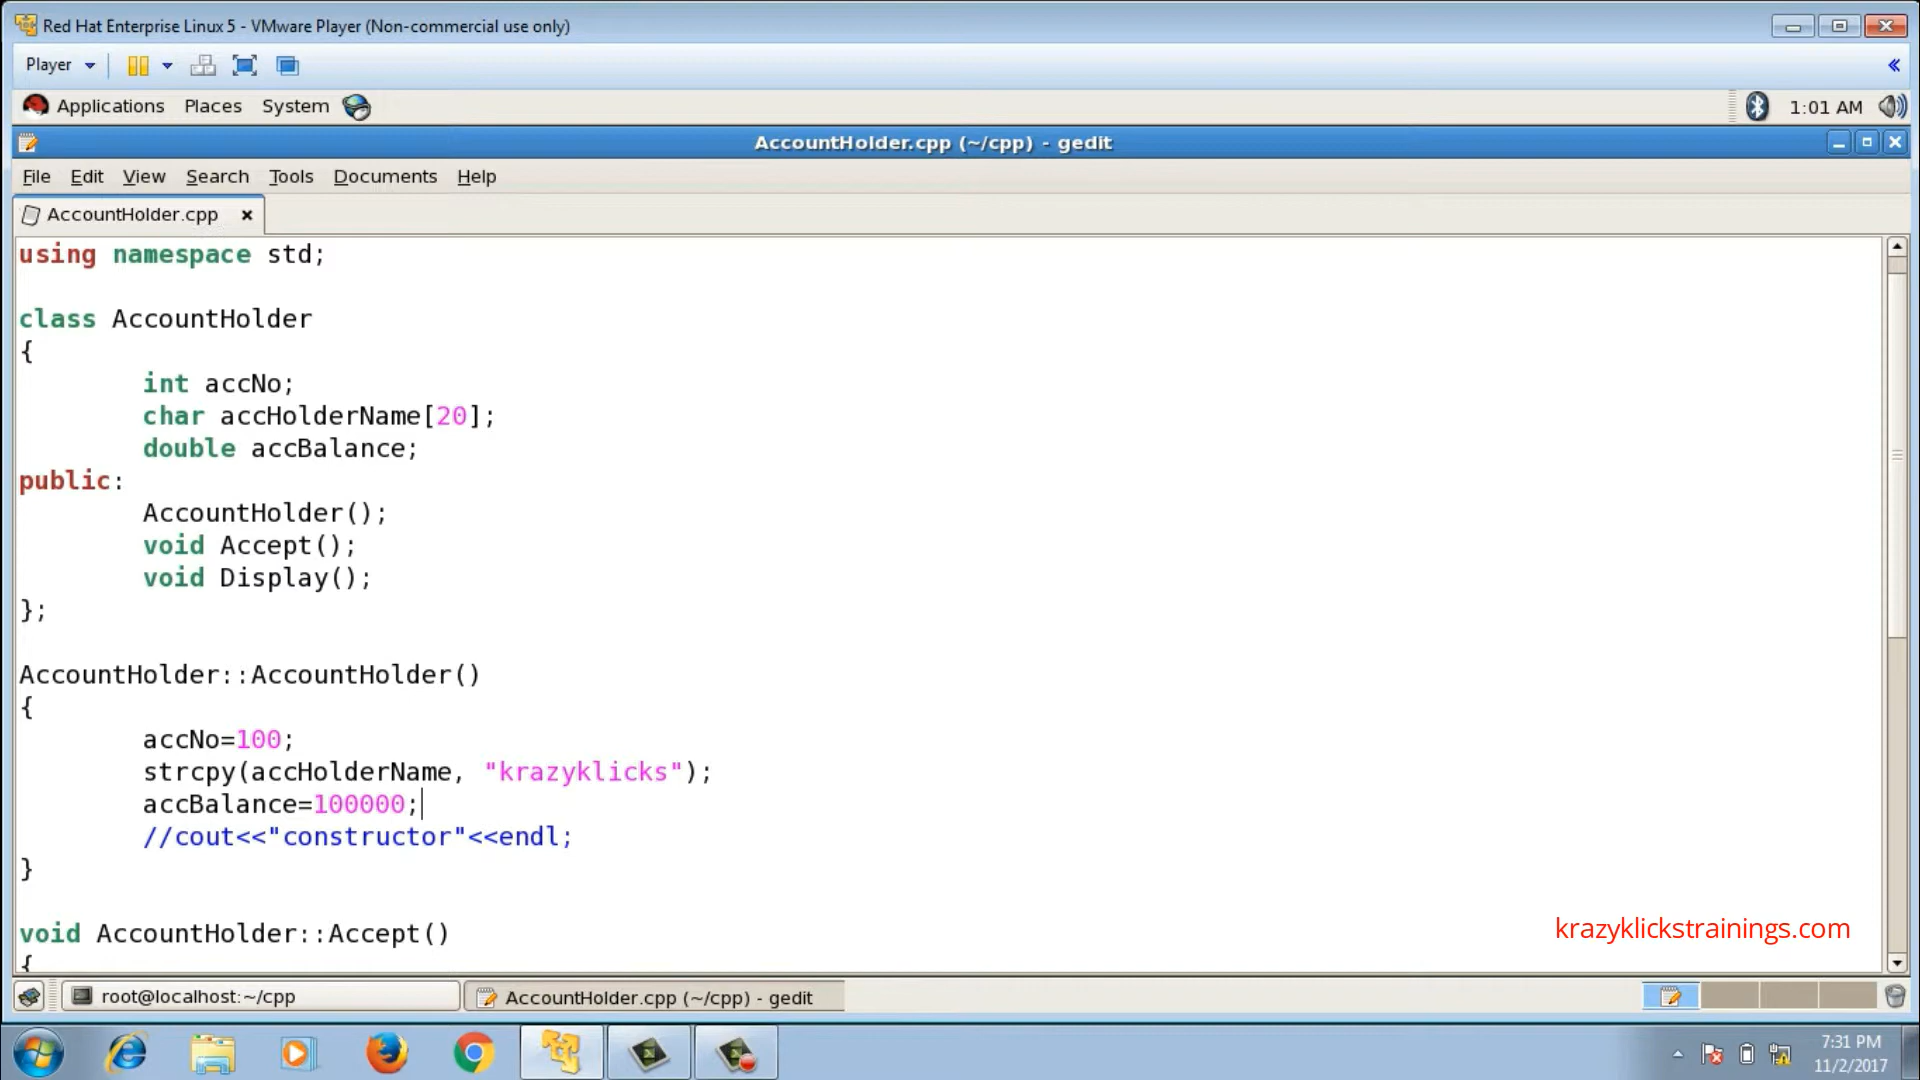 Red Hat Enterprise Linux 5 - VMware Player (Non-commercial use only)
Player
Applications Places System 1:01 AM
AccountHolder.cpp (~/cpp) - gedit
File Edit View Search Tools Documents Help
AccountHolder.cpp
using namespace std;
class AccountHolder
{
int accNo;
char accHolderName[20];
double accBalance;
public:
AccountHolder();
void Accept();
void Display();
};
AccountHolder::AccountHolder()
{
accNo=100;
strcpy(accHolderName, "krazyklicks");
accBalance=100000;
//cout<<"constructor"<<endl;
}
void AccountHolder::Accept()
{
krazyklickstrainings.com
root@localhost:~/cpp AccountHolder.cpp (~/cpp) - gedit
7:31 PM
11/2/2017